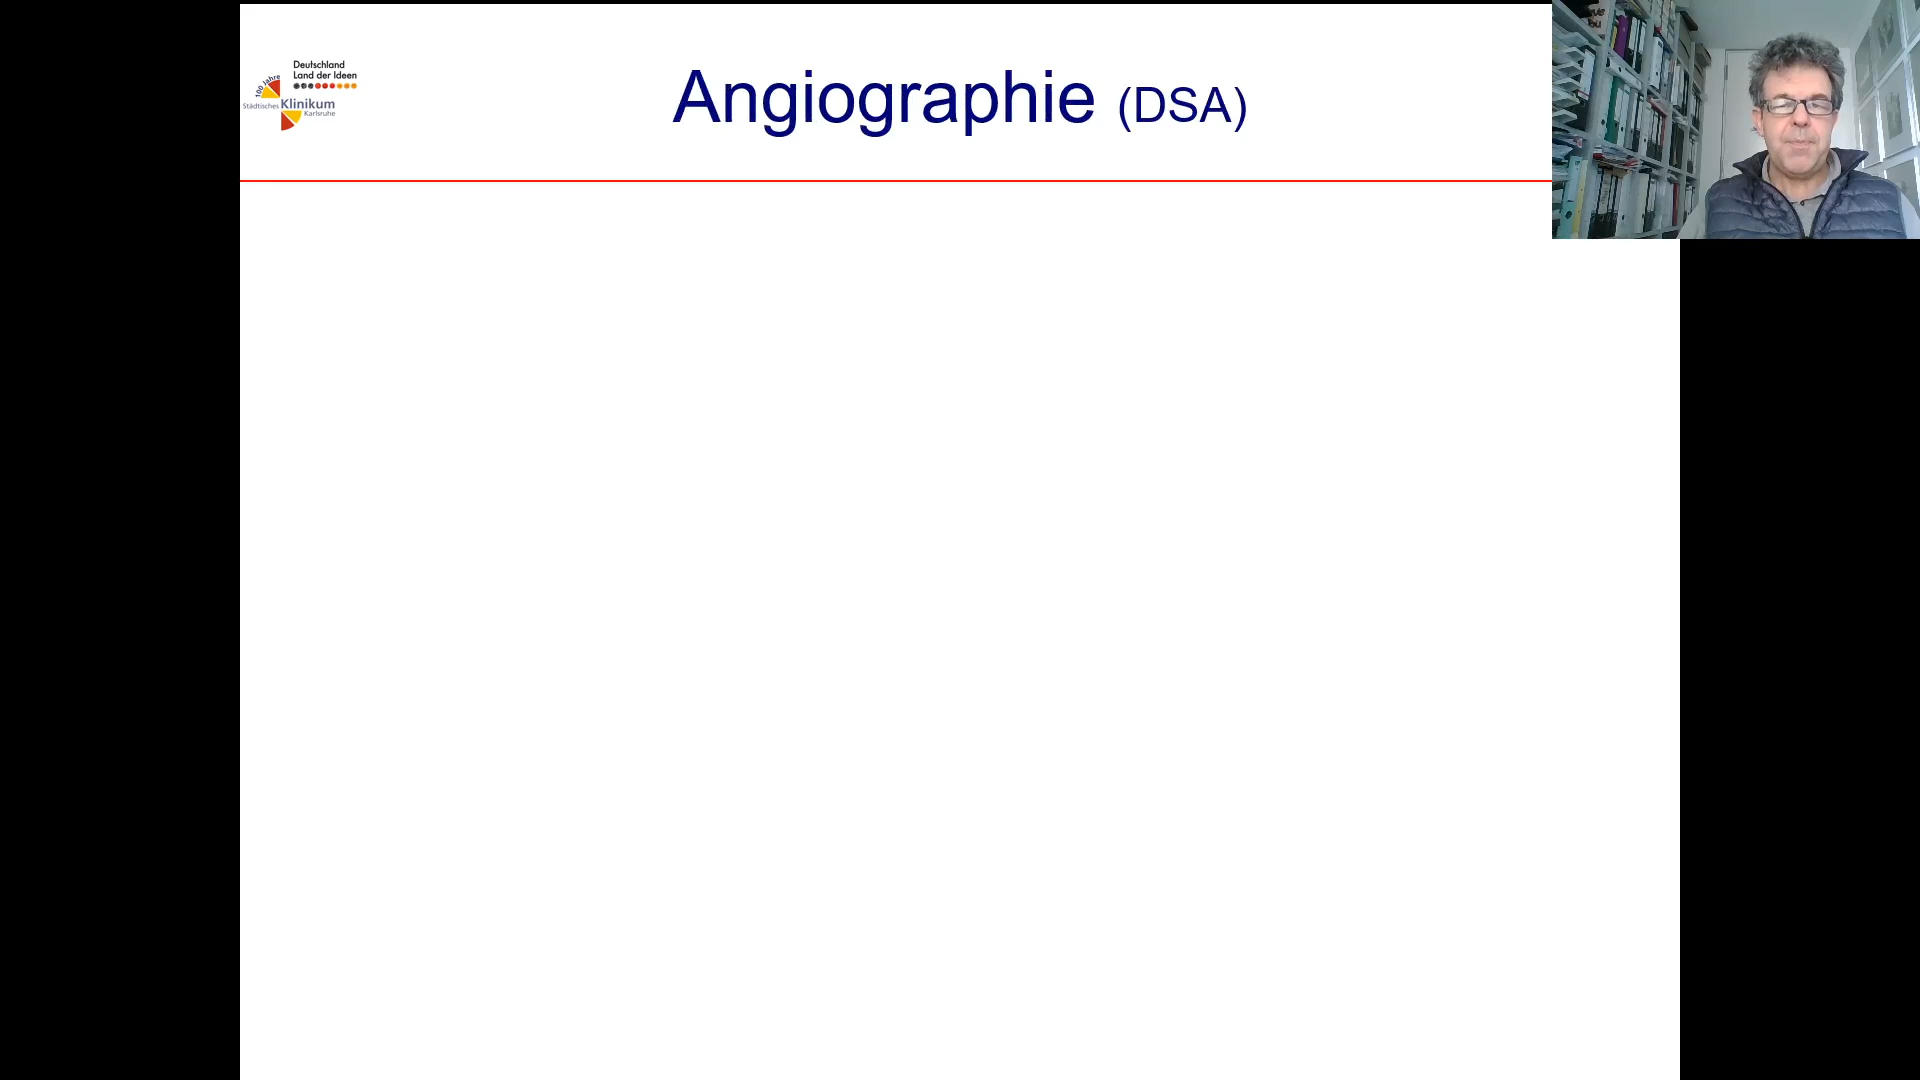 Deutschland
Land der Ideen
100 Jahre
Städtisches Klinikum
Karlsruhe
Angiographie (DSA)